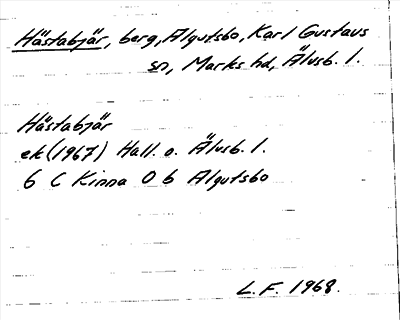 Hästabjär, berg, Algutsbo, Karl Gustavs
sn, Marks hd, Älvsb. l.
Hästabjär
ek (1967) Hall. o. Älvsb. l.
6 C Kinna 0 b Algutsbo
L. F. 1968.